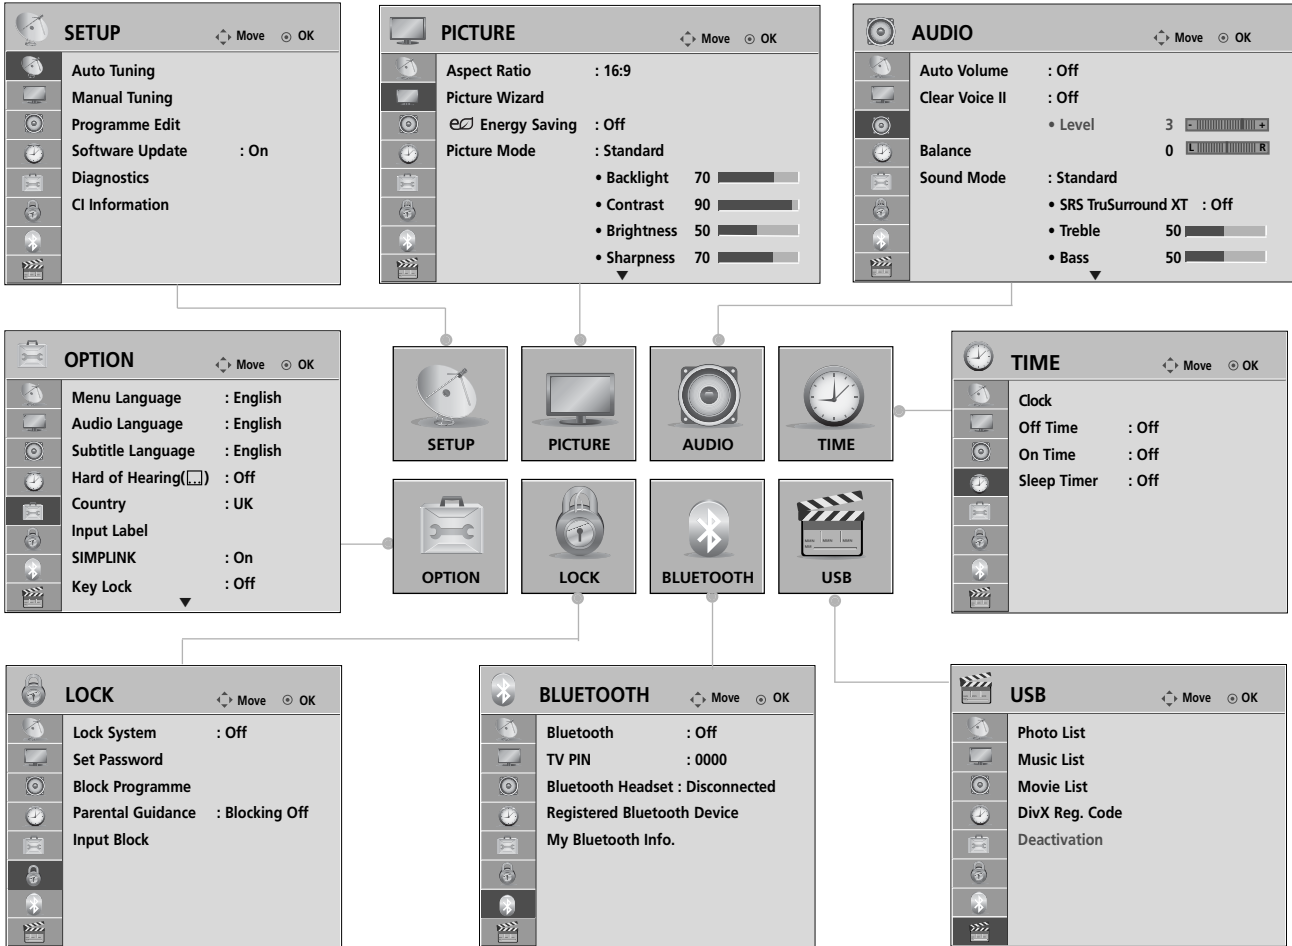 SETUP
Move OK
Auto Tuning
Manual Tuning
Programme Edit
Software Update : On
Diagnostics
CI Information
PICTURE
Move OK
Aspect Ratio : 16:9
Picture Wizard
Energy Saving : Off
Picture Mode : Standard
• Backlight 70
• Contrast 90
• Brightness 50
• Sharpness 70
AUDIO
Move OK
Auto Volume : Off
Clear Voice II : Off
• Level 3 - +
Balance 0 L R
Sound Mode : Standard
• SRS TruSurround XT : Off
• Treble 50
• Bass 50
OPTION
Move OK
Menu Language : English
Audio Language : English
Subtitle Language : English
Hard of Hearing( ) : Off
Country : UK
Input Label
SIMPLINK : On
Key Lock : Off
SETUP
PICTURE
AUDIO
TIME
OPTION
LOCK
BLUETOOTH
USB
TIME
Move OK
Clock
Off Time : Off
On Time : Off
Sleep Timer : Off
LOCK
Move OK
Lock System : Off
Set Password
Block Programme
Parental Guidance : Blocking Off
Input Block
BLUETOOTH
Move OK
Bluetooth : Off
TV PIN : 0000
Bluetooth Headset : Disconnected
Registered Bluetooth Device
My Bluetooth Info.
USB
Move OK
Photo List
Music List
Movie List
DivX Reg. Code
Deactivation